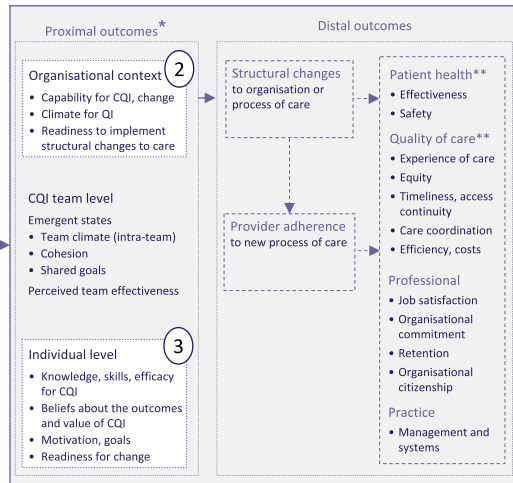 Proximal outcomes*
Organisational context
2
• Capability for CQI, change
• Climate for QI
• Readiness to implement
structural changes to care
CQI team level
Emergent states
• Team climate (intra-team)
• Cohesion
• Shared goals
Perceived team effectiveness
Individual level
3
• Knowledge, skills, efficacy
for CQI
• Beliefs about the outcomes
and value of CQI
• Motivation, goals
• Readiness for change
Distal outcomes
Structural changes
to organisation or
process of care
Provider adherence
to new process of care
Patient health**
• Effectiveness
• Safety
Quality of care**
• Experience of care
• Equity
• Timeliness, access
continuity
• Care coordination
• Efficiency, costs
Professional
• Job satisfaction
• Organisational
commitment
• Retention
• Organisational
citizenship
Practice
• Management and
systems